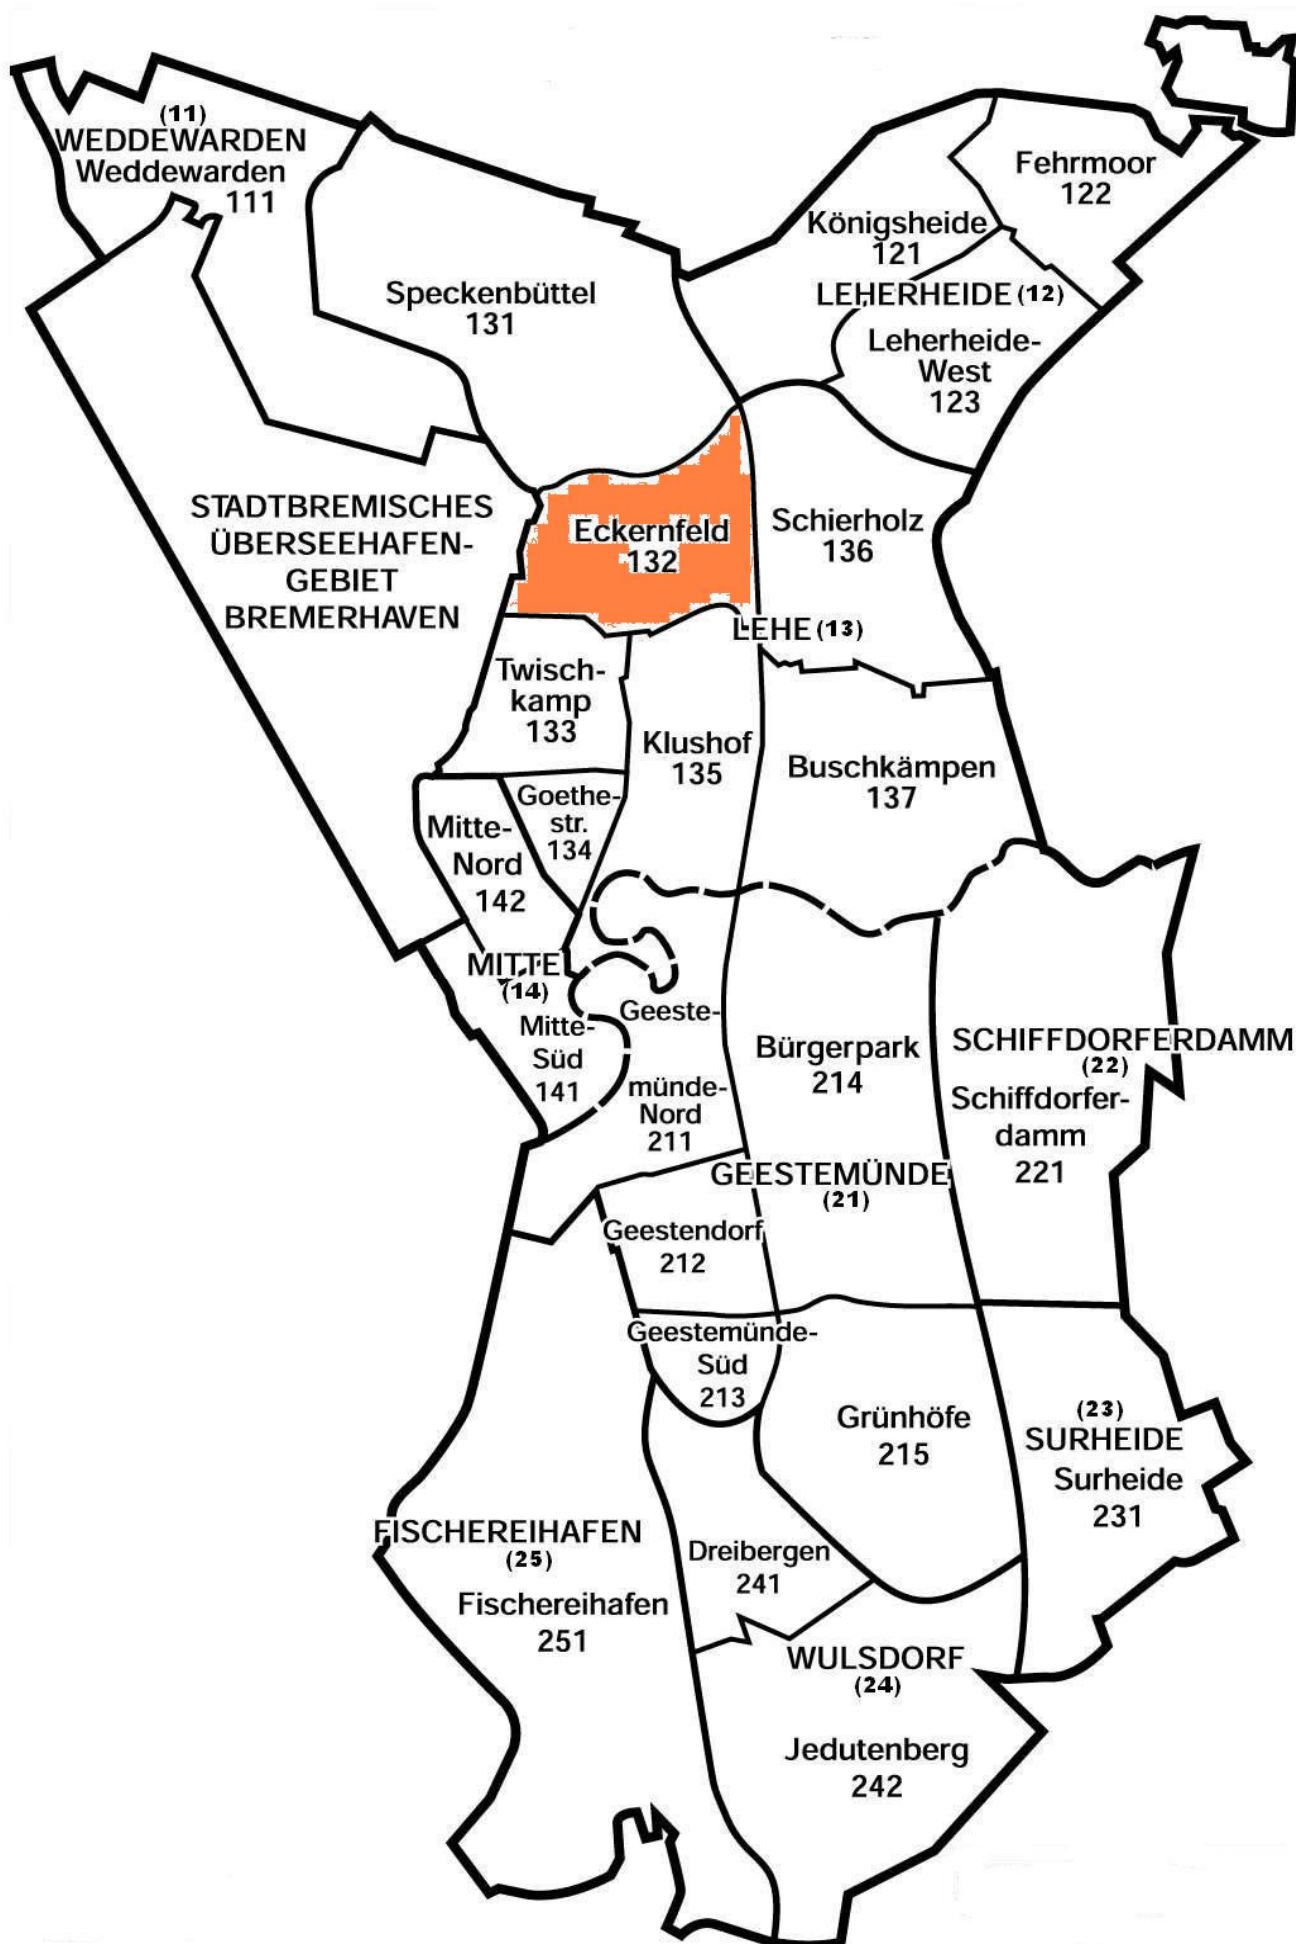 (11)
WEDDEWARDEN
Weddewarden
111
Fehrmoor
122
Königsheide
121
LEHERHEIDE (12)
Speckenbüttel
131
Leherheide-
West
123
STADTBREMISCHES
ÜBERSEEHAFEN-
GEBIET
BREMERHAVEN
Eckernfeld
132
Schierholz
136
LEHE (13)
Twisch-
kamp
133
Klushof
135
Buschkämpen
137
Goethe-
str.
134
Mitte-
Nord
142
MITTE
(14)
Mitte-
Süd
141
Geeste-
münde-
Nord
211
Bürgerpark
214
SCHIFFDORFERDAMM
(22)
Schiffdorfer-
damm
221
GEESTEMÜNDE
(21)
Geestendorf
212
Geestemünde-
Süd
213
Grünhöfe
215
(23)
SURHEIDE
Surheide
231
FISCHEREIHAFEN
(25)
Fischereihafen
251
Dreibergen
241
WULSDORF
(24)
Jedutenberg
242